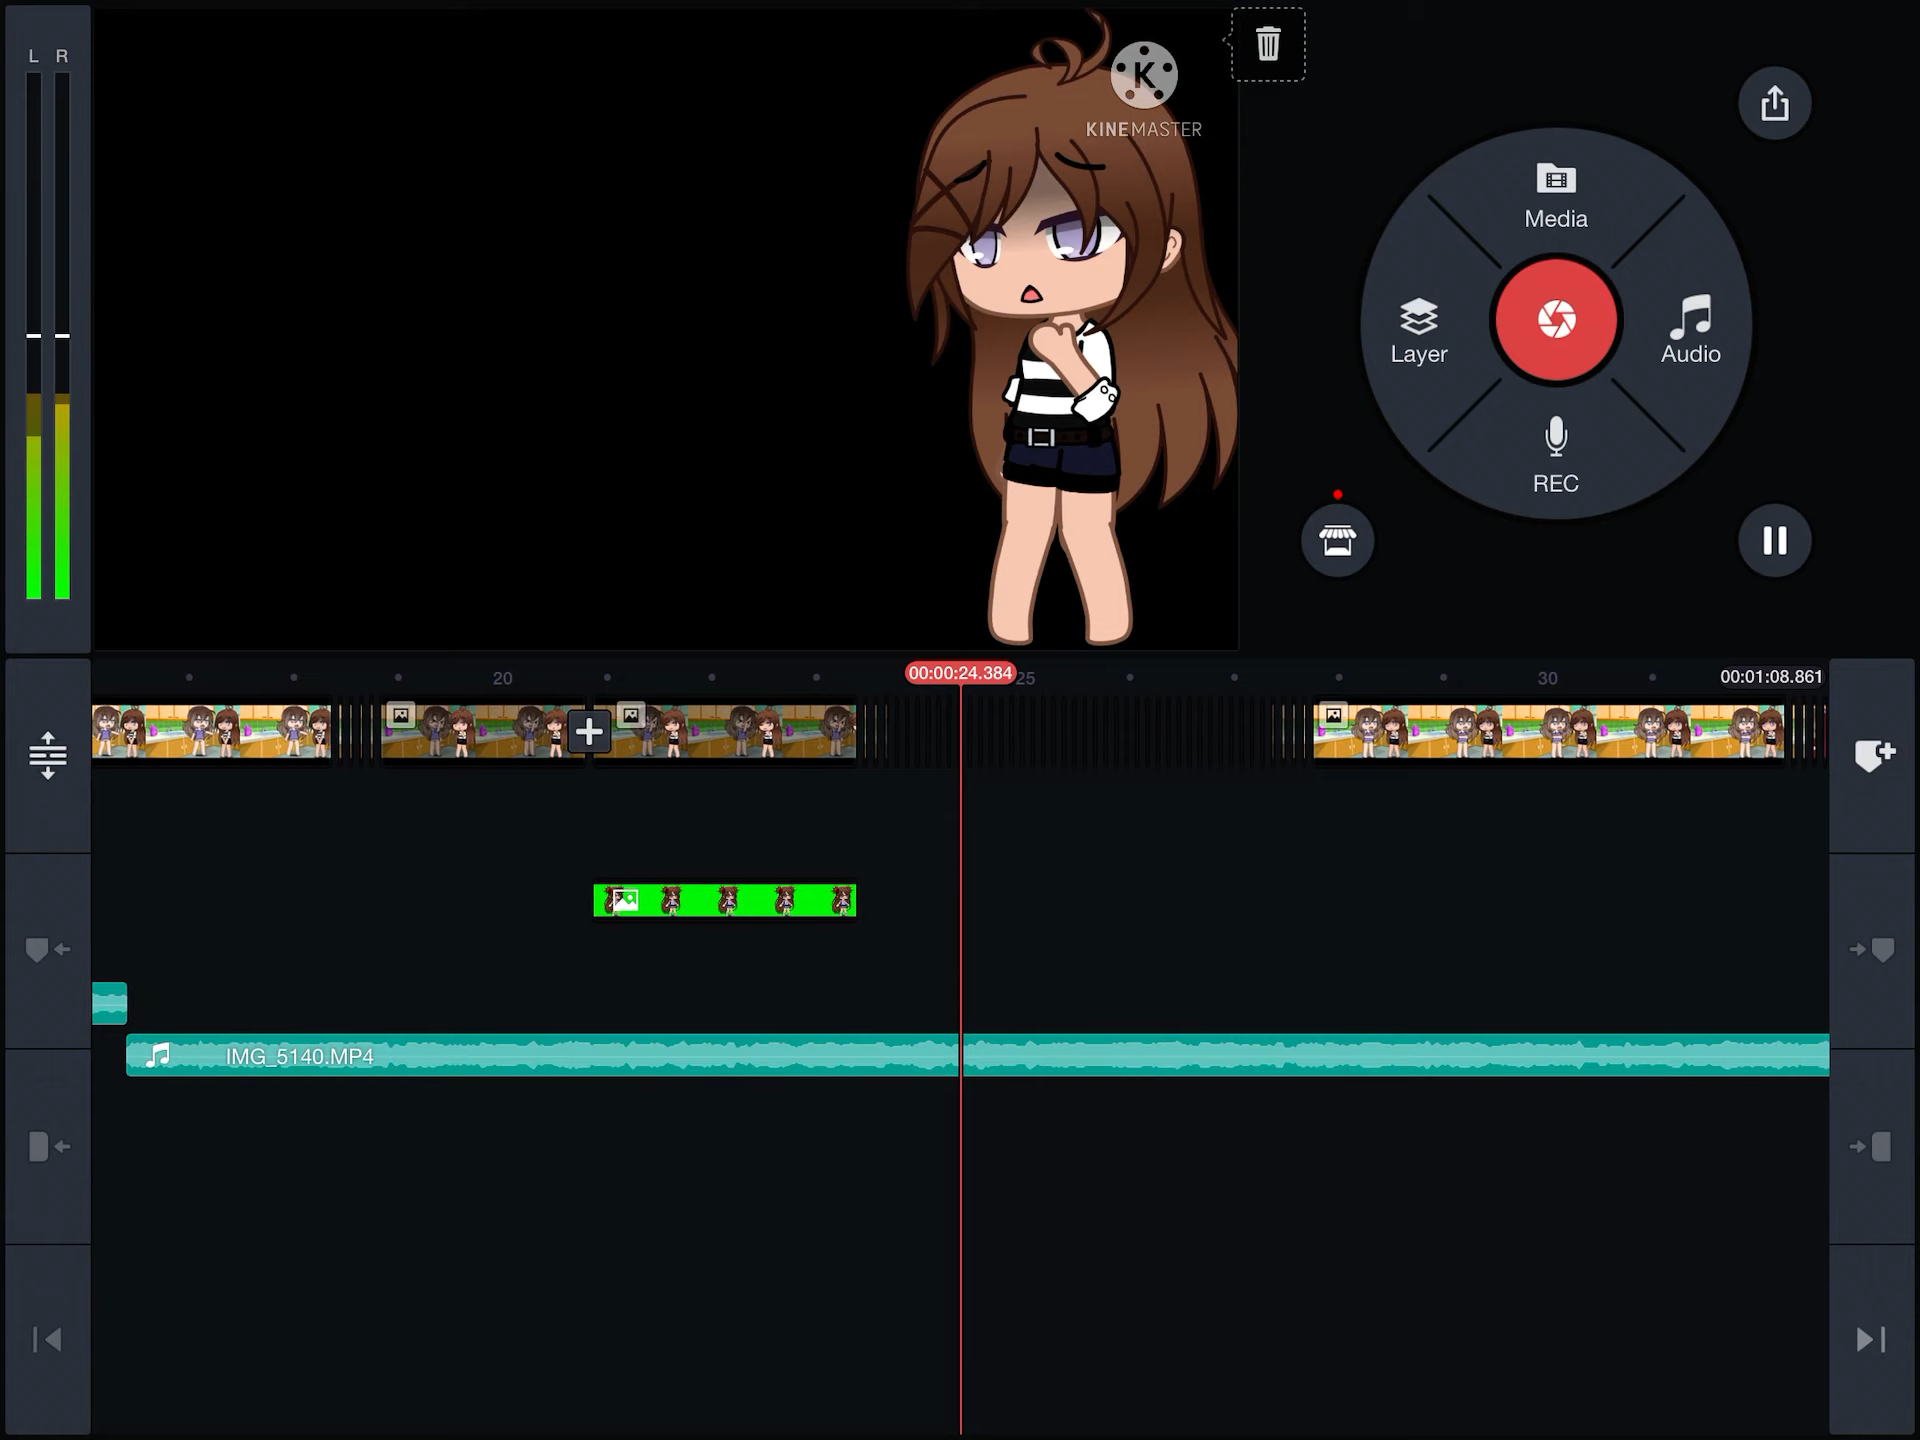 L R
K
KINEMASTER
Media
Layer
Audio
REC
20
00:00:24.384
25
30
00:01:08.861
IMG_5140.MP4